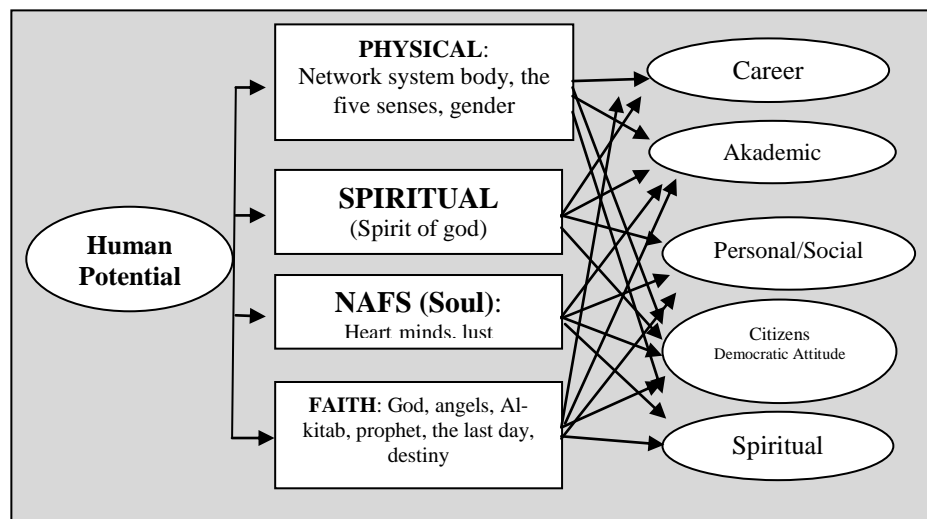 Human
Potential
PHYSICAL:
Network system body, the
five senses, gender
SPIRITUAL
(Spirit of god)
NAFS (Soul):
Heart minds, lust
FAITH: God, angels, Al-
kitab, prophet, the last day,
destiny
Career
Akademic
Personal/Social
Citizens
Democratic Attitude
Spiritual